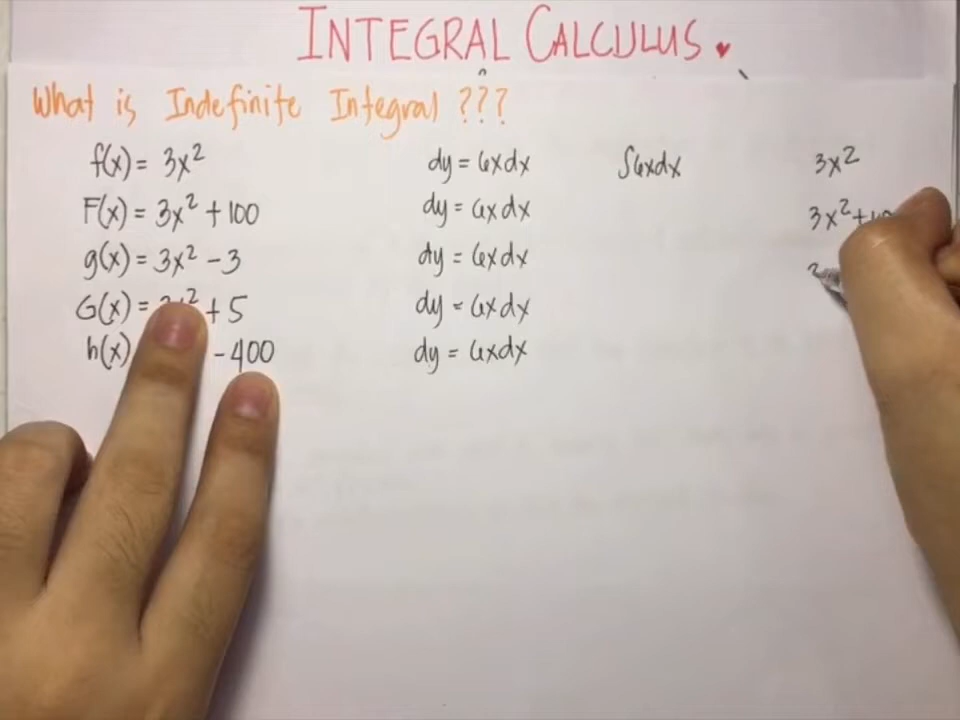 INTEGRAL CALCULUS.
What is Indefinite Integral ???
f(x) = 3x² dy = 6xdx ∫6xdx 3x²
F(x) = 3x² + 100 dy = 6xdx 3x²+
g(x) = 3x² - 3 dy = 6xdx
G(x) = + 5 dy = 6xdx
h(x) - 400 dy = 6xdx